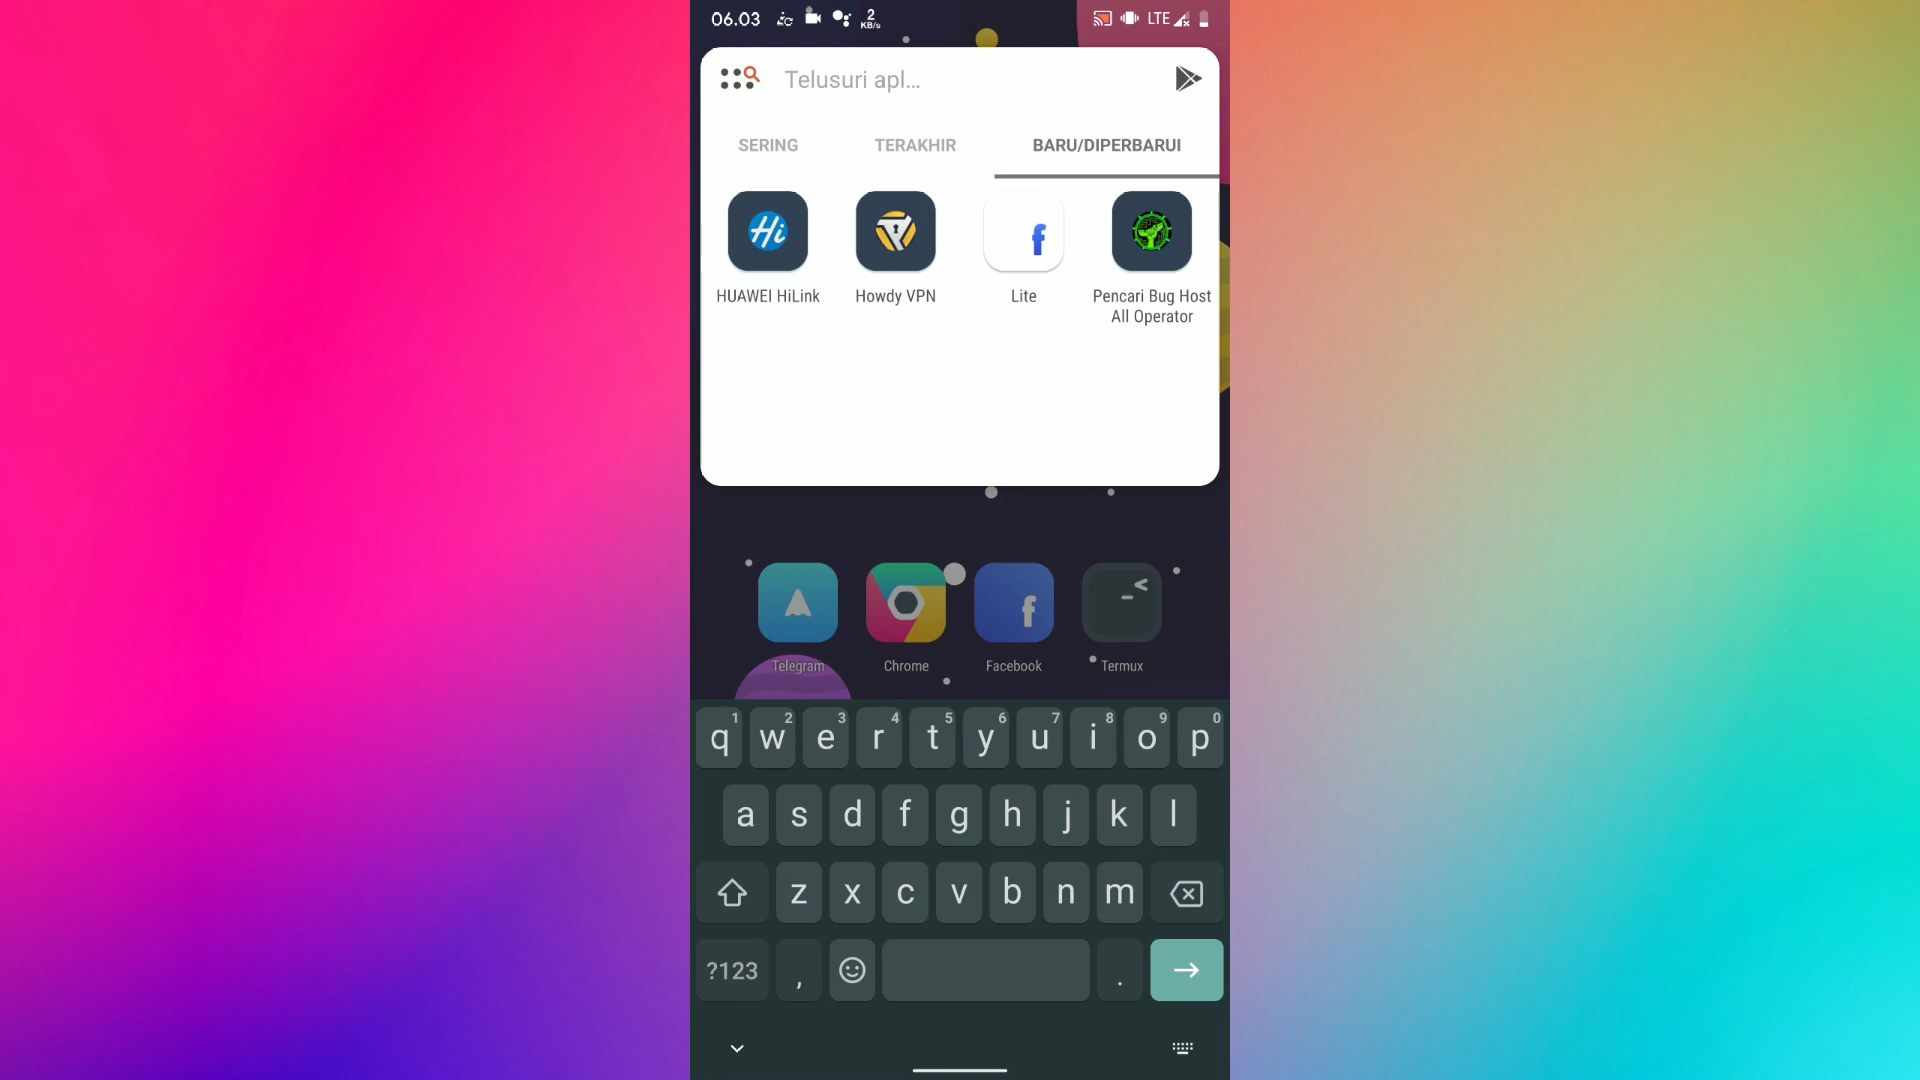 06.03
2
KB/s
LTE
Telusuri apl...
SERING
TERAKHIR
BARU/DIPERBARUI
Hi
f
HUAWEI HiLink
Howdy VPN
Lite
Pencari Bug Host
All Operator
f
Telegram
Chrome
Facebook
Termux
1 2 3 4 5 6 7 8 9 0
q w e r t y u i o p
a s d f g h j k l
z x c v b n m
?123 , .